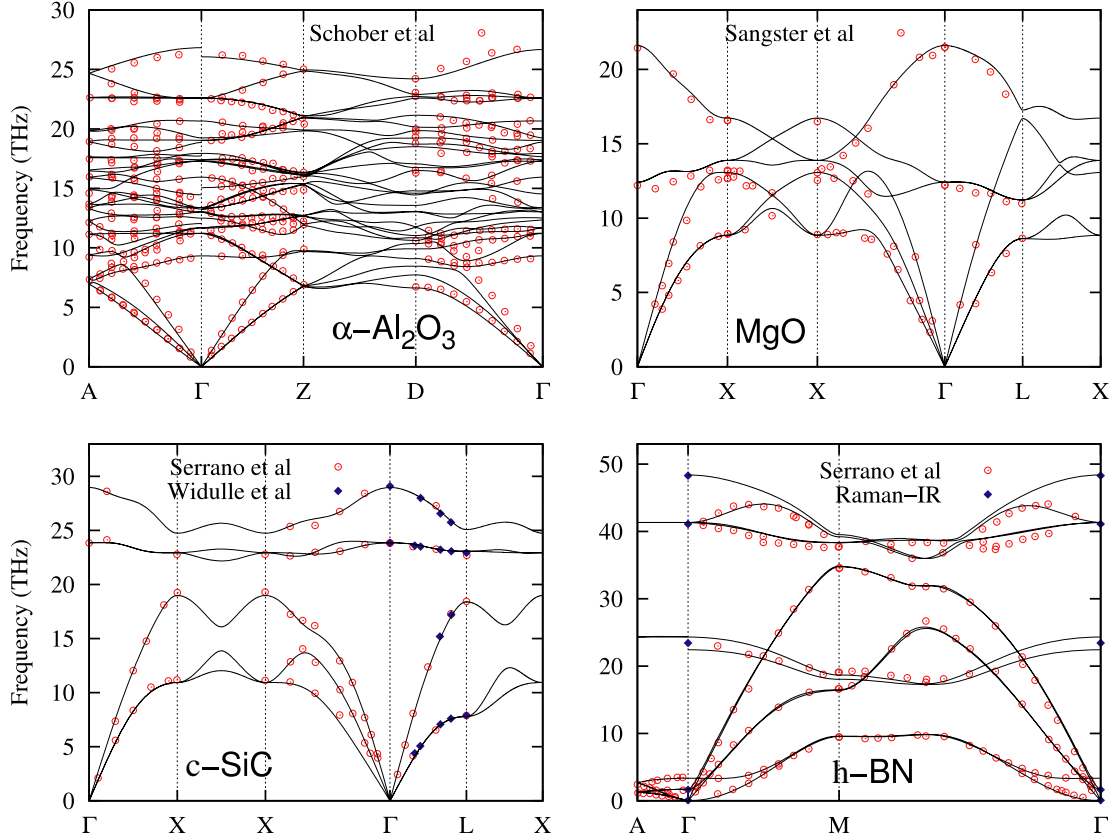 30
25
20
15
10
5
0
Frequency (THz)
Schober et al
α−Al₂O₃
A Γ Z D Γ
20
15
10
5
0
Sangster et al
MgO
Γ X X Γ L X
30
25
20
15
10
5
0
Frequency (THz)
Serrano et al
Widulle et al
c−SiC
Γ X X Γ L X
50
40
30
20
10
0
Serrano et al
Raman−IR
h−BN
A Γ M Γ